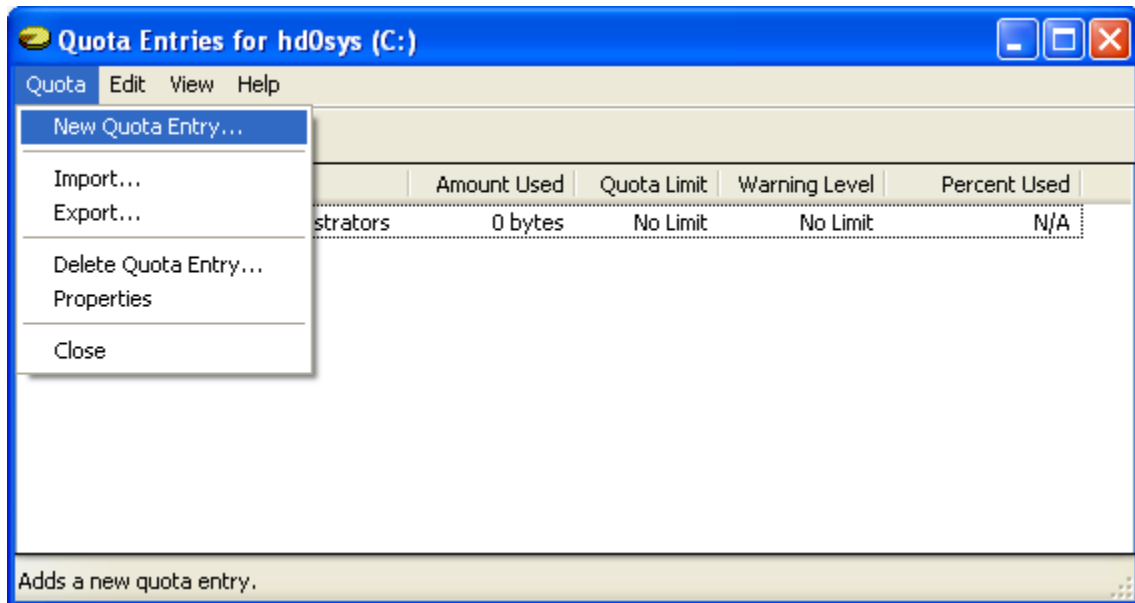 Quota Entries for hd0sys (C:)
Quota Edit View Help
New Quota Entry...
Import...
Amount Used Quota Limit Warning Level Percent Used
Export...
strators 0 bytes No Limit No Limit N/A
Delete Quota Entry...
Properties
Close
Adds a new quota entry.